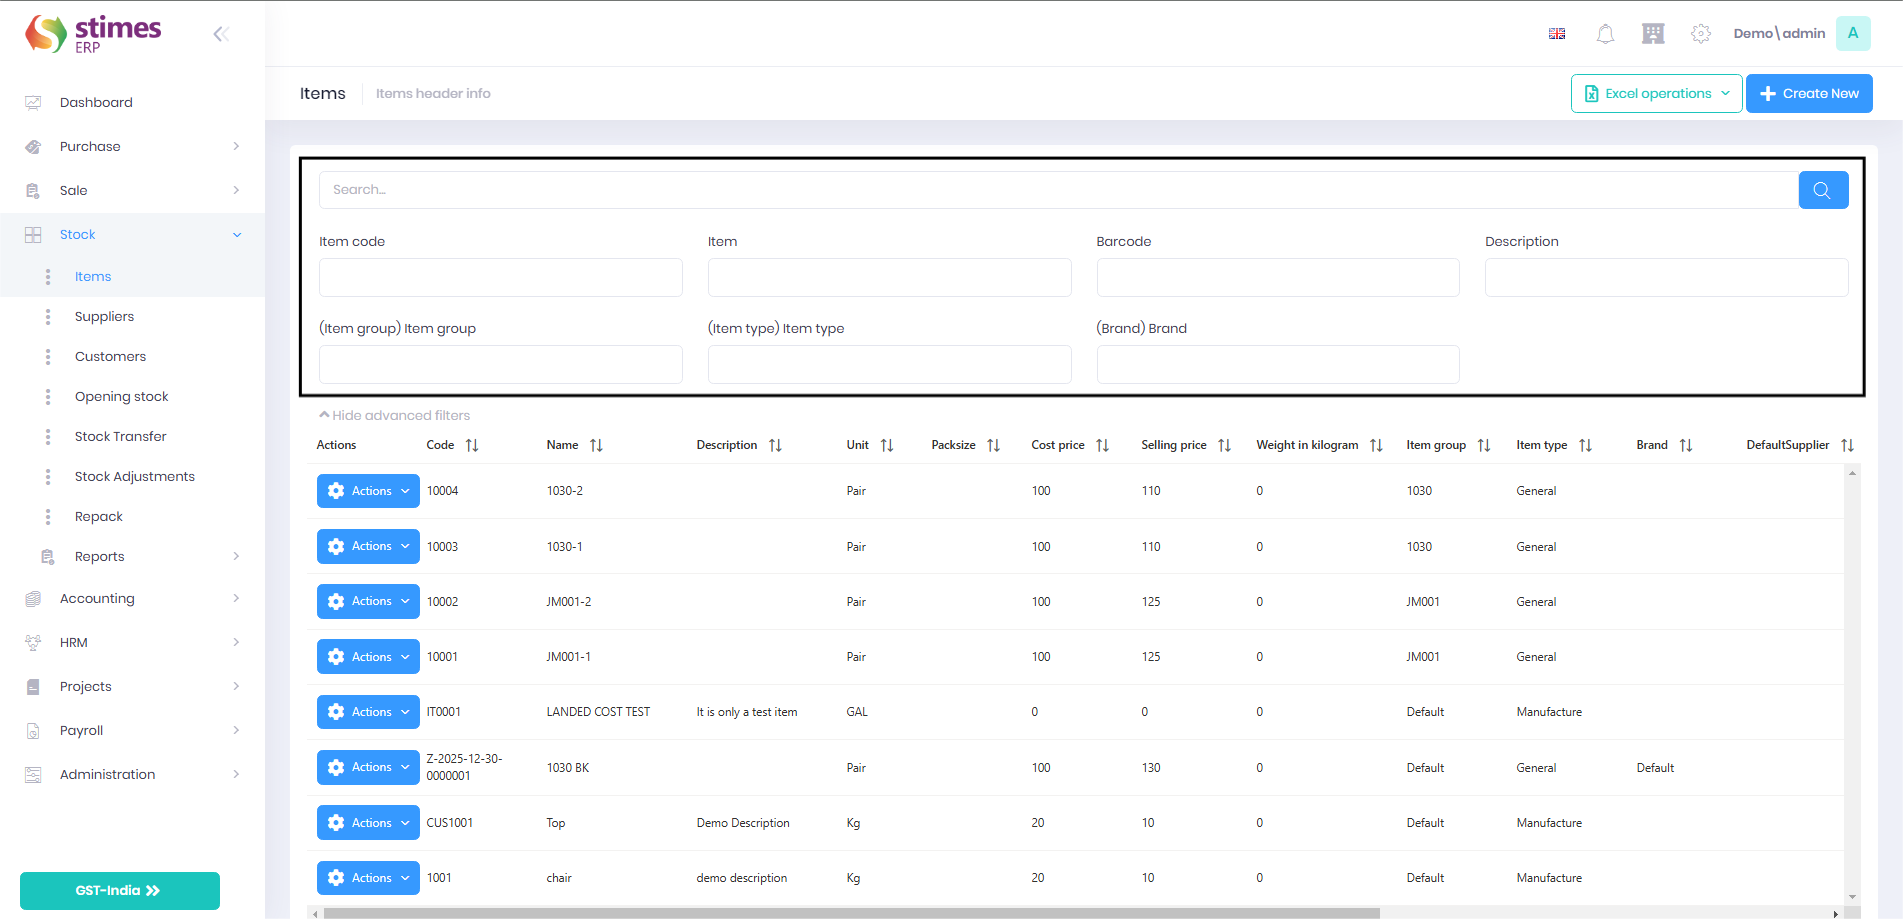 stimes
ERP
Demo\admin
A
Dashboard
Purchase
Sale
Stock
Items
Suppliers
Customers
Opening stock
Stock Transfer
Stock Adjustments
Repack
Reports
Accounting
HRM
Projects
Payroll
Administration
GST-India
Items
Items header info
Excel operations
Create New
Search...
Item code
Item
Barcode
Description
(Item group) Item group
(Item type) Item type
(Brand) Brand
Hide advanced filters
Actions Code Name Description Unit Packsize Cost price Selling price Weight in kilogram Item group Item type Brand DefaultSupplier
Actions 10004 1030-2 Pair 100 110 0 1030 General
Actions 10003 1030-1 Pair 100 110 0 1030 General
Actions 10002 JM001-2 Pair 100 125 0 JM001 General
Actions 10001 JM001-1 Pair 100 125 0 JM001 General
Actions IT0001 LANDED COST TEST It is only a test item GAL 0 0 0 Default Manufacture
Actions Z-2025-12-30-0000001 1030 BK Pair 100 130 0 Default General Default
Actions CUS1001 Top Demo Description Kg 20 10 0 Default Manufacture
Actions 1001 chair demo description Kg 20 10 0 Default Manufacture